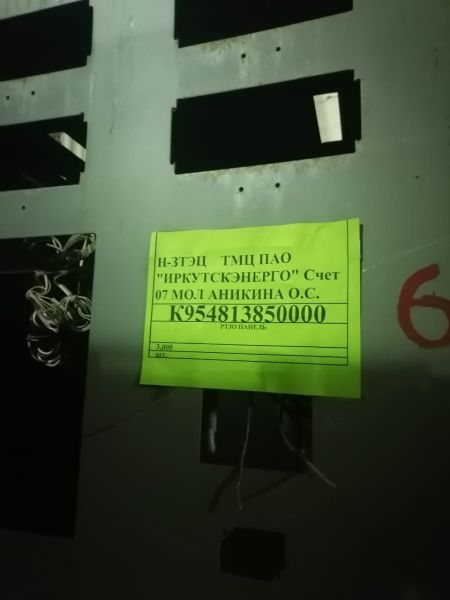 Н-ЗТЭЦ ТМЦ ПАО
"ИРКУТСКЭНЕРГО" Счет
07 МОЛ АНИКИНА О.С.
К954813850000
РТЗО ПАНЕЛЬ
3,000
ШТ.
6